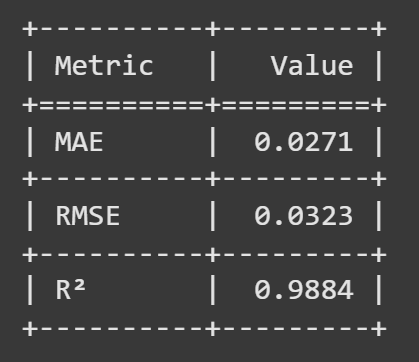 +----------+---------+
| Metric   |   Value |
+==========+=========+
| MAE      |  0.0271 |
+----------+---------+
| RMSE     |  0.0323 |
+----------+---------+
| R²       |  0.9884 |
+----------+---------+